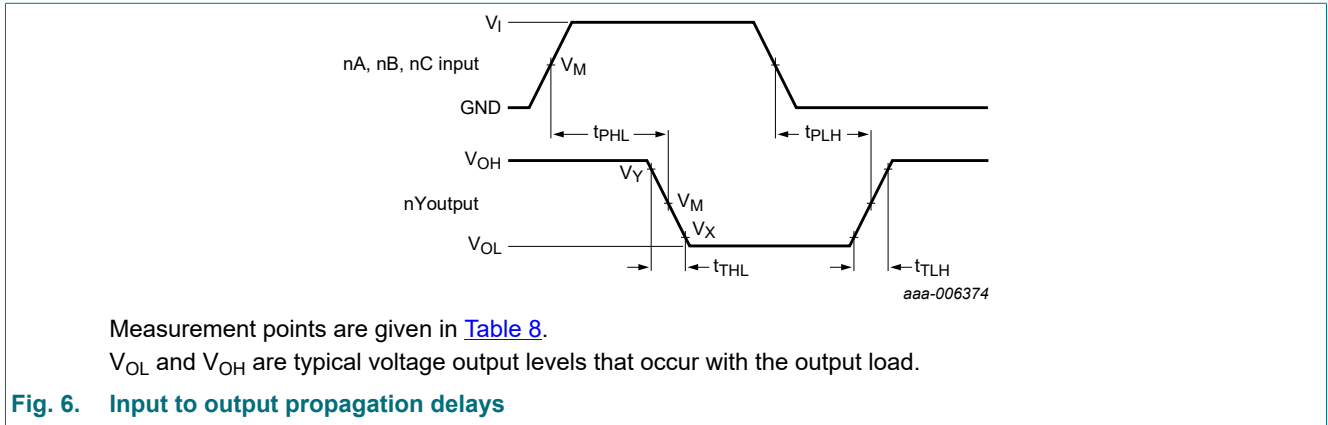 V_I
nA, nB, nC input
V_M
GND
t_PHL
t_PLH
V_OH
V_Y
nYoutput
V_M
V_X
V_OL
t_THL
t_TLH
aaa-006374
Measurement points are given in Table 8.
V_OL and V_OH are typical voltage output levels that occur with the output load.
Fig. 6. Input to output propagation delays